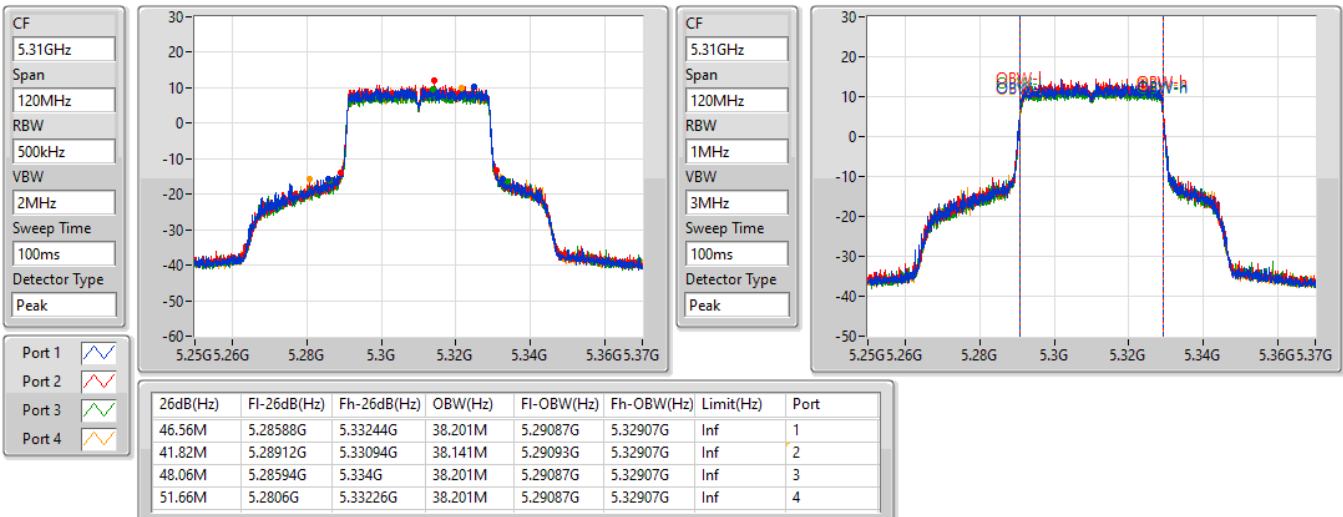 CF
5.31GHz
Span
120MHz
RBW
500kHz
VBW
2MHz
Sweep Time
100ms
Detector Type
Peak
Port 1
Port 2
Port 3
Port 4
30
20
10
0
-10
-20
-30
-40
-50
-60
5.25G 5.26G 5.28G 5.3G 5.32G 5.34G 5.36G 5.37G
CF
5.31GHz
Span
120MHz
RBW
1MHz
VBW
3MHz
Sweep Time
100ms
Detector Type
Peak
30
20
10
0
-10
-20
-30
-40
-50
OBW-l OBW-h
5.25G 5.26G 5.28G 5.3G 5.32G 5.34G 5.36G 5.37G
26dB(Hz) Fl-26dB(Hz) Fh-26dB(Hz) OBW(Hz) Fl-OBW(Hz) Fh-OBW(Hz) Limit(Hz) Port
46.56M 5.28588G 5.33244G 38.201M 5.29087G 5.32907G Inf 1
41.82M 5.28912G 5.33094G 38.141M 5.29093G 5.32907G Inf 2
48.06M 5.28594G 5.334G 38.201M 5.29087G 5.32907G Inf 3
51.66M 5.2806G 5.33226G 38.201M 5.29087G 5.32907G Inf 4